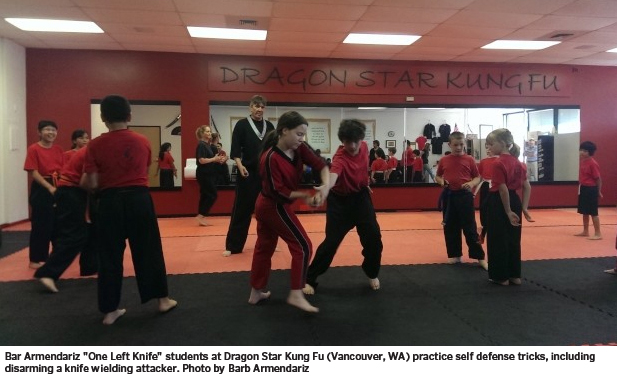 DRAGON STAR KUNG FU
Bar Armendariz "One Left Knife" students at Dragon Star Kung Fu (Vancouver, WA) practice self defense tricks, including
disarming a knife wielding attacker. Photo by Barb Armendariz